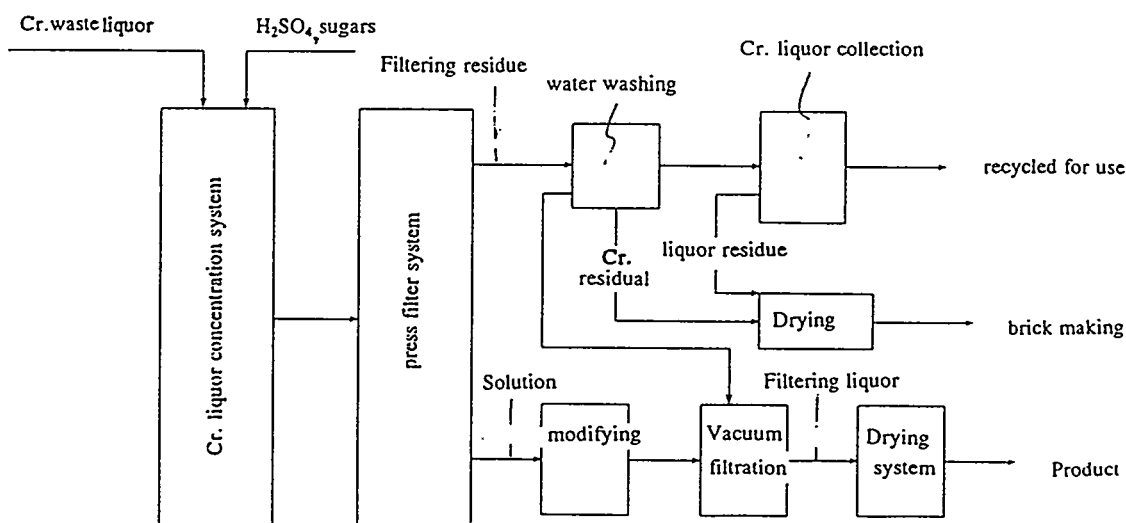 Cr. waste liquor
H₂SO₄, sugars
Filtering residue
water washing
Cr. liquor collection
recycled for use
Cr. liquor concentration system
press filter system
Cr.
residual
liquor residue
Drying
brick making
Solution
modifying
Vacuum
filtration
Filtering liquor
Drying
system
Product